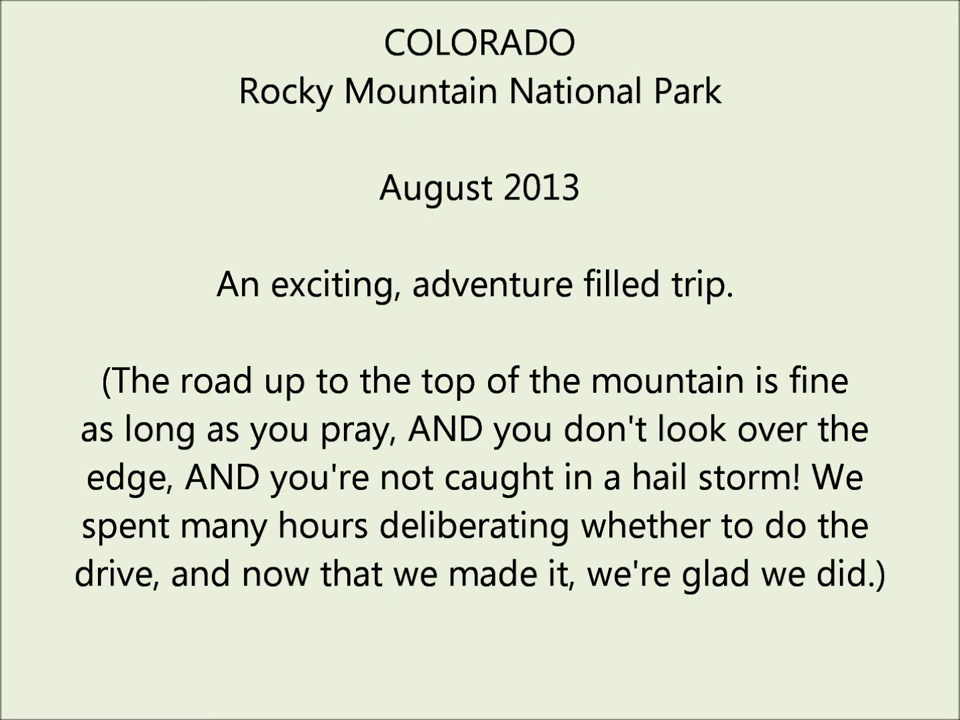 COLORADO
Rocky Mountain National Park
August 2013
An exciting, adventure filled trip.
(The road up to the top of the mountain is fine
as long as you pray, AND you don't look over the
edge, AND you're not caught in a hail storm! We
spent many hours deliberating whether to do the
drive, and now that we made it, we're glad we did.)